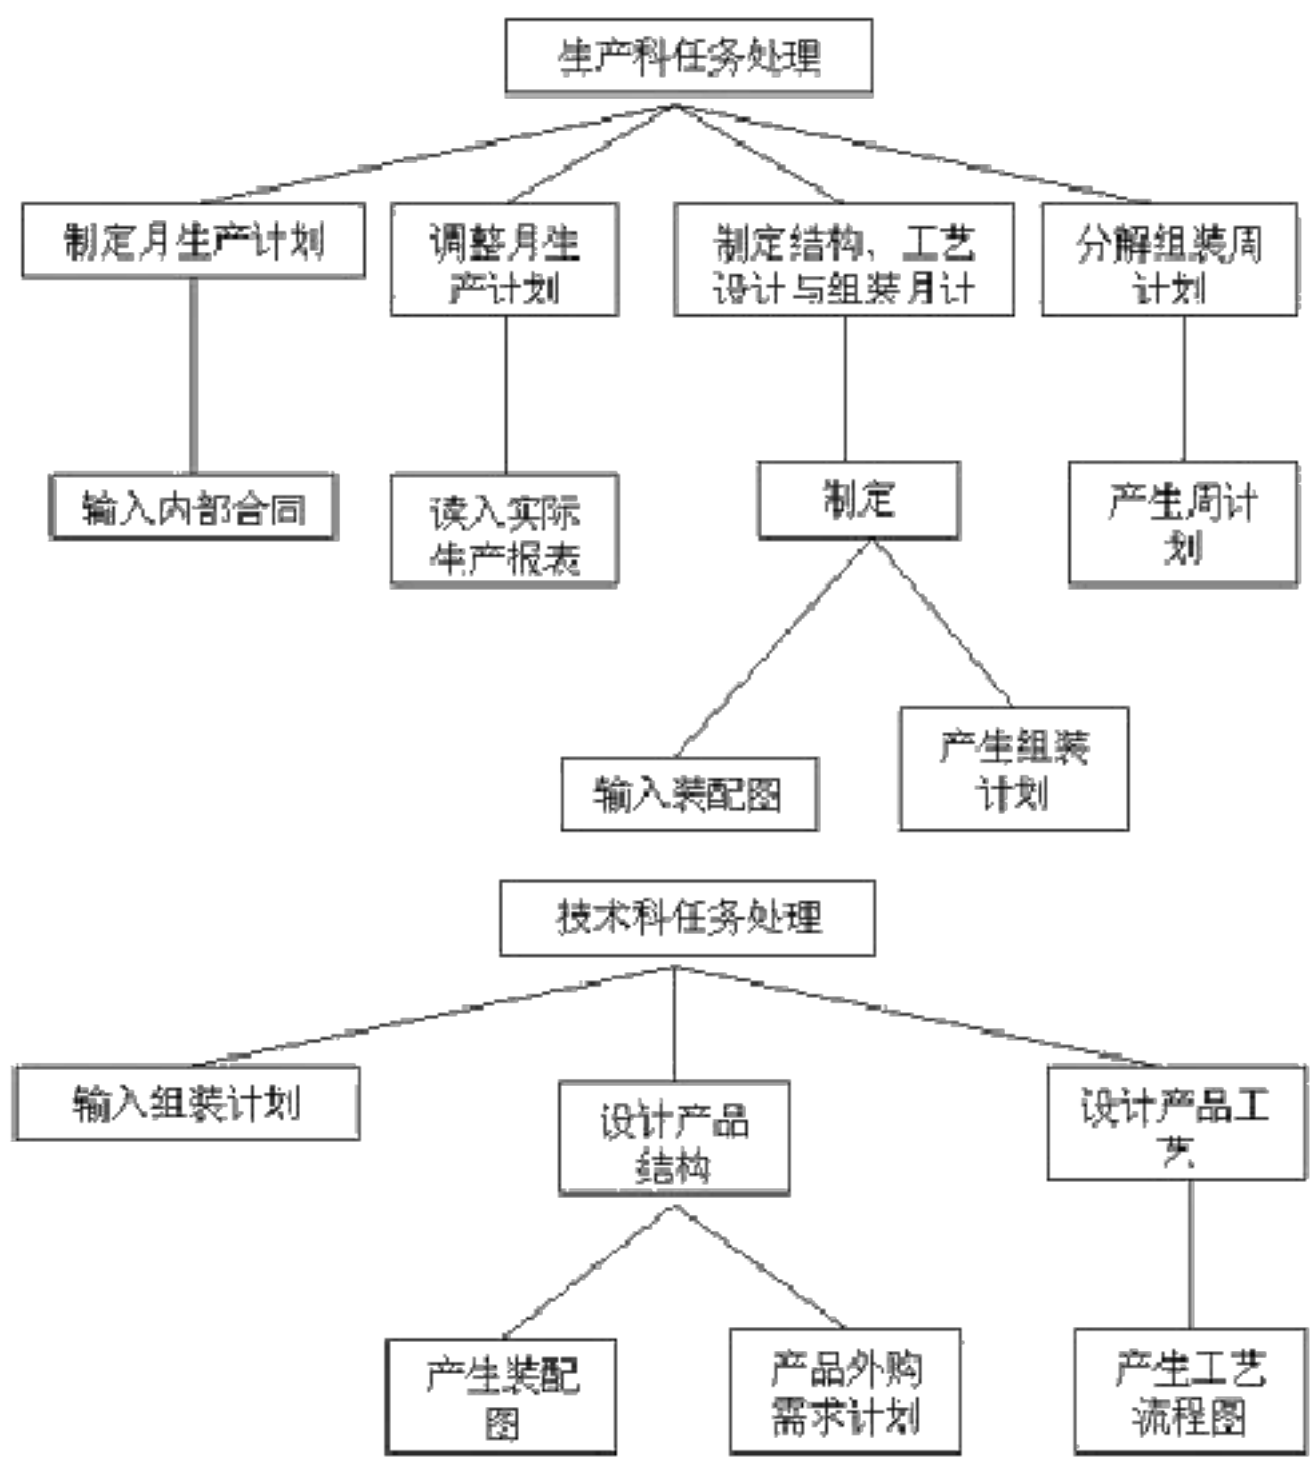 生产科任务处理
制定月生产计划
调整月生
产计划
制定结构、工艺
设计与组装月计
分解组装周
计划
输入内部合同
读入实际
生产报表
制定
产生周计
划
输入装配图
产生组装
计划
技术科任务处理
输入组装计划
设计产品
结构
设计产品工
艺
产生装配
图
产品外购
需求计划
产生工艺
流程图